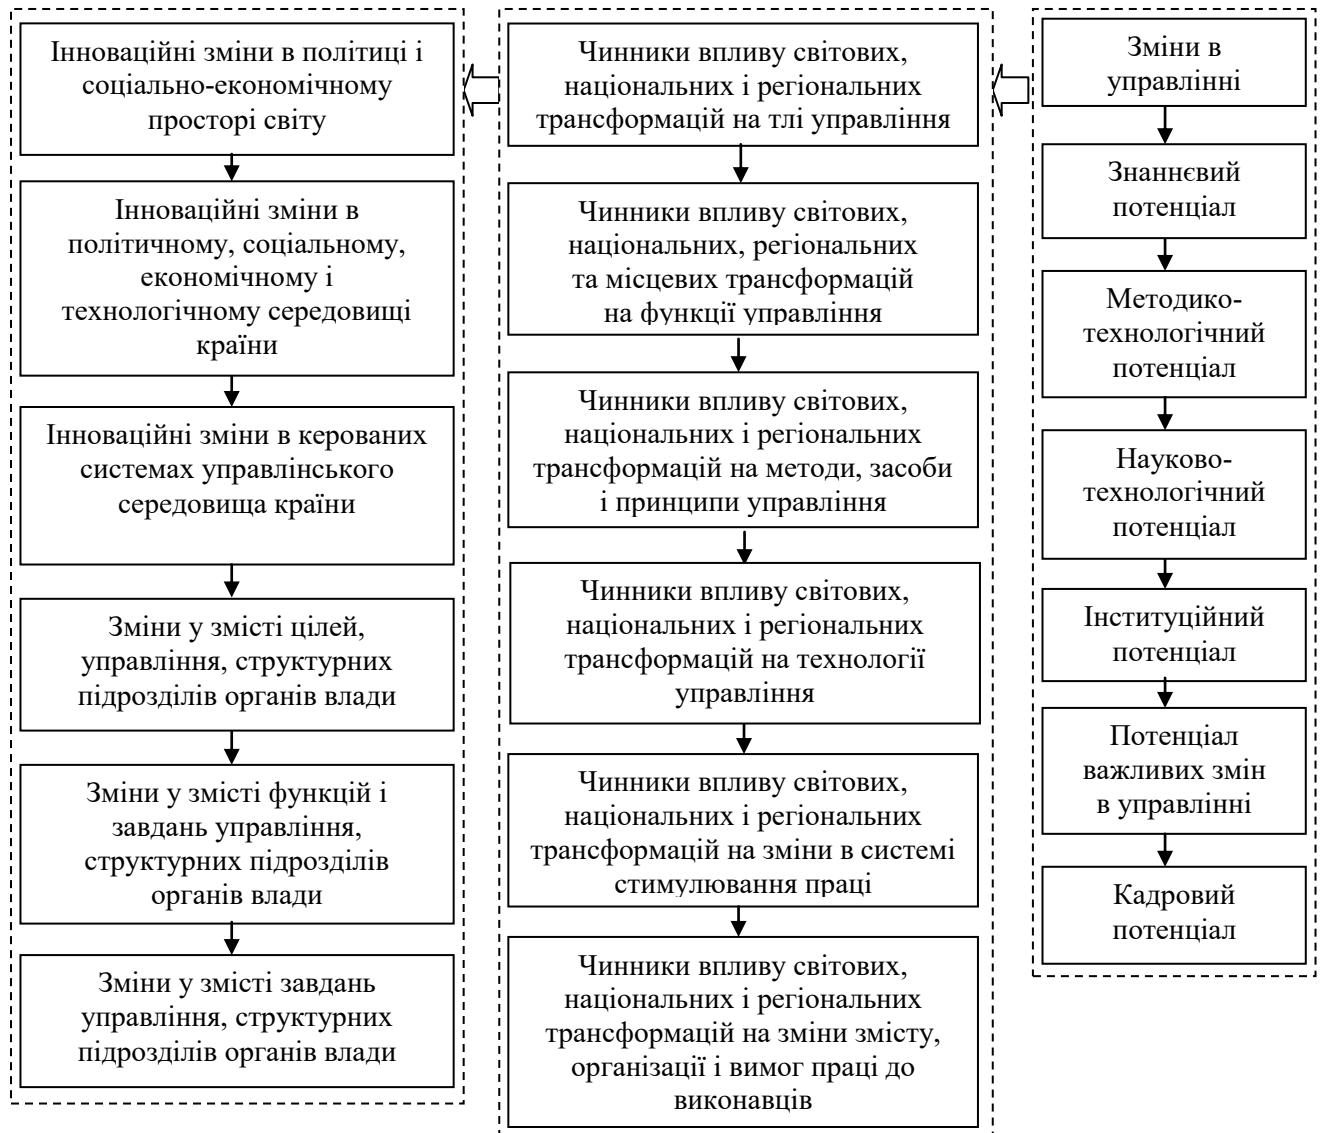 Інноваційні зміни в політиці і
соціально-економічному
просторі світу
Інноваційні зміни в
політичному, соціальному,
економічному і
технологічному середовищі
країни
Інноваційні зміни в керованих
системах управлінського
середовища країни
Зміни у змісті цілей,
управління, структурних
підрозділів органів влади
Зміни у змісті функцій і
завдань управління,
структурних підрозділів
органів влади
Зміни у змісті завдань
управління, структурних
підрозділів органів влади
Чинники впливу світових,
національних і регіональних
трансформацій на тлі управління
Чинники впливу світових,
національних, регіональних
та місцевих трансформацій
на функції управління
Чинники впливу світових,
національних і регіональних
трансформацій на методи, засоби
і принципи управління
Чинники впливу світових,
національних і регіональних
трансформацій на технології
управління
Чинники впливу світових,
національних і регіональних
трансформацій на зміни в системі
стимулювання праці
Чинники впливу світових,
національних і регіональних
трансформацій на зміни змісту,
організації і вимог праці до
виконавців
Зміни в
управлінні
Знаннєвий
потенціал
Методико-
технологічний
потенціал
Науково-
технологічний
потенціал
Інституційний
потенціал
Потенціал
важливих змін
в управлінні
Кадровий
потенціал